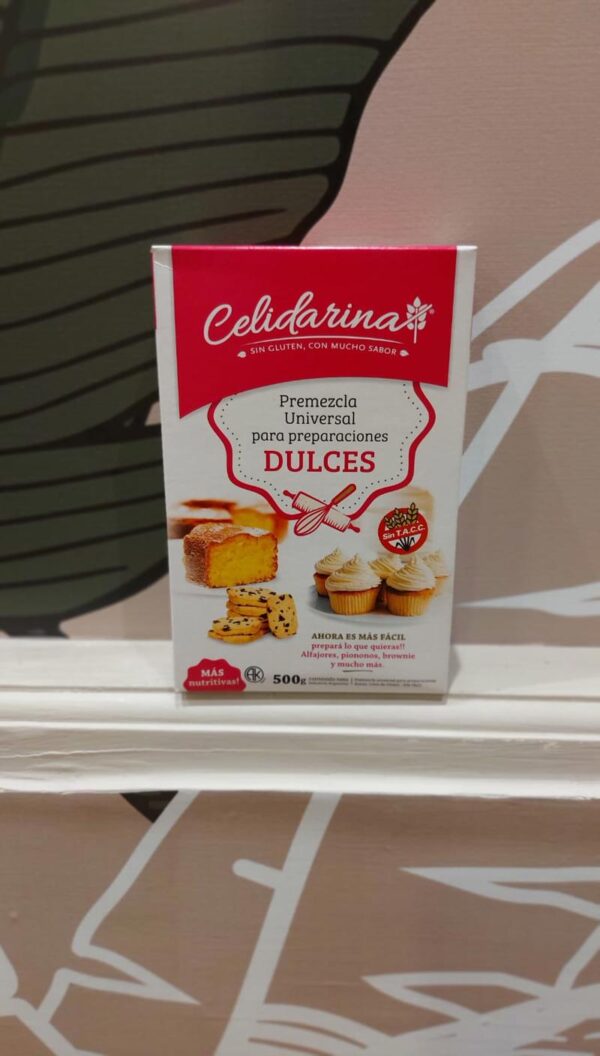 Celidarina®
SIN GLUTEN, CON MUCHO SABOR
Premezcla
Universal
para preparaciones
DULCES
Sin T.A.C.C.
AHORA ES MÁS FÁCIL
prepará lo que quieras!!
Alfajores, piononos, brownie
y mucho más.
MÁS
nutritivas!
500g